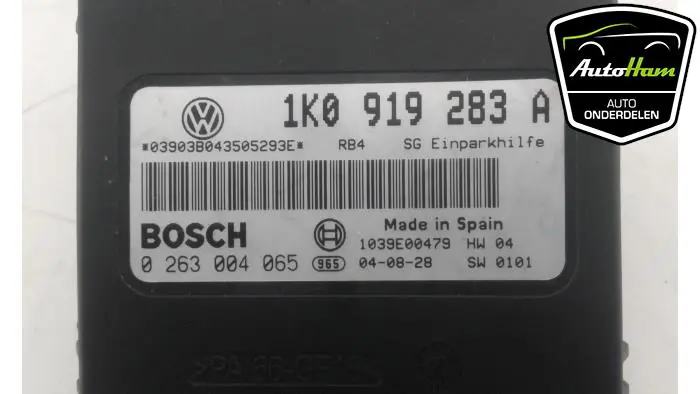 AutoHam
AUTO
ONDERDELEN
1K0 919 283 A
*03903B043505293E* RB4 SG Einparkhilfe
BOSCH
Made in Spain
1039E00479 HW 04
0 263 004 065 965 04-08-28 SW 0101